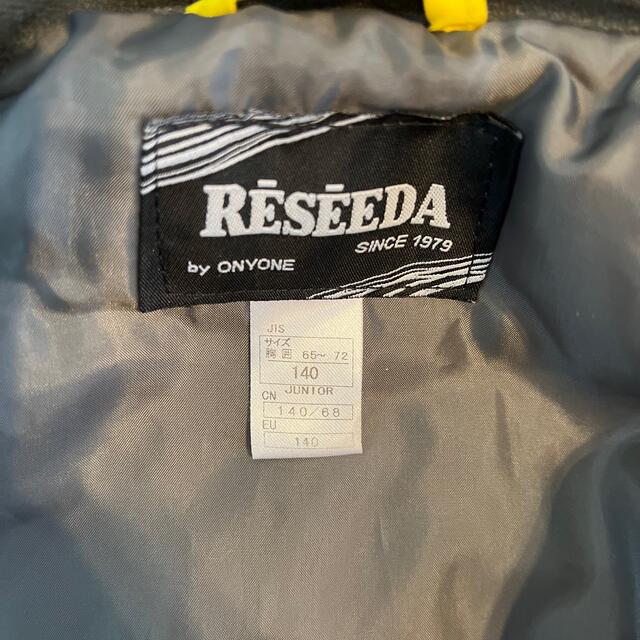 RĒSĒEDA
SINCE 1979
by ONYONE
JIS
サイズ
胸囲 65~ 72
140
JUNIOR
CN
140/68
EU
140